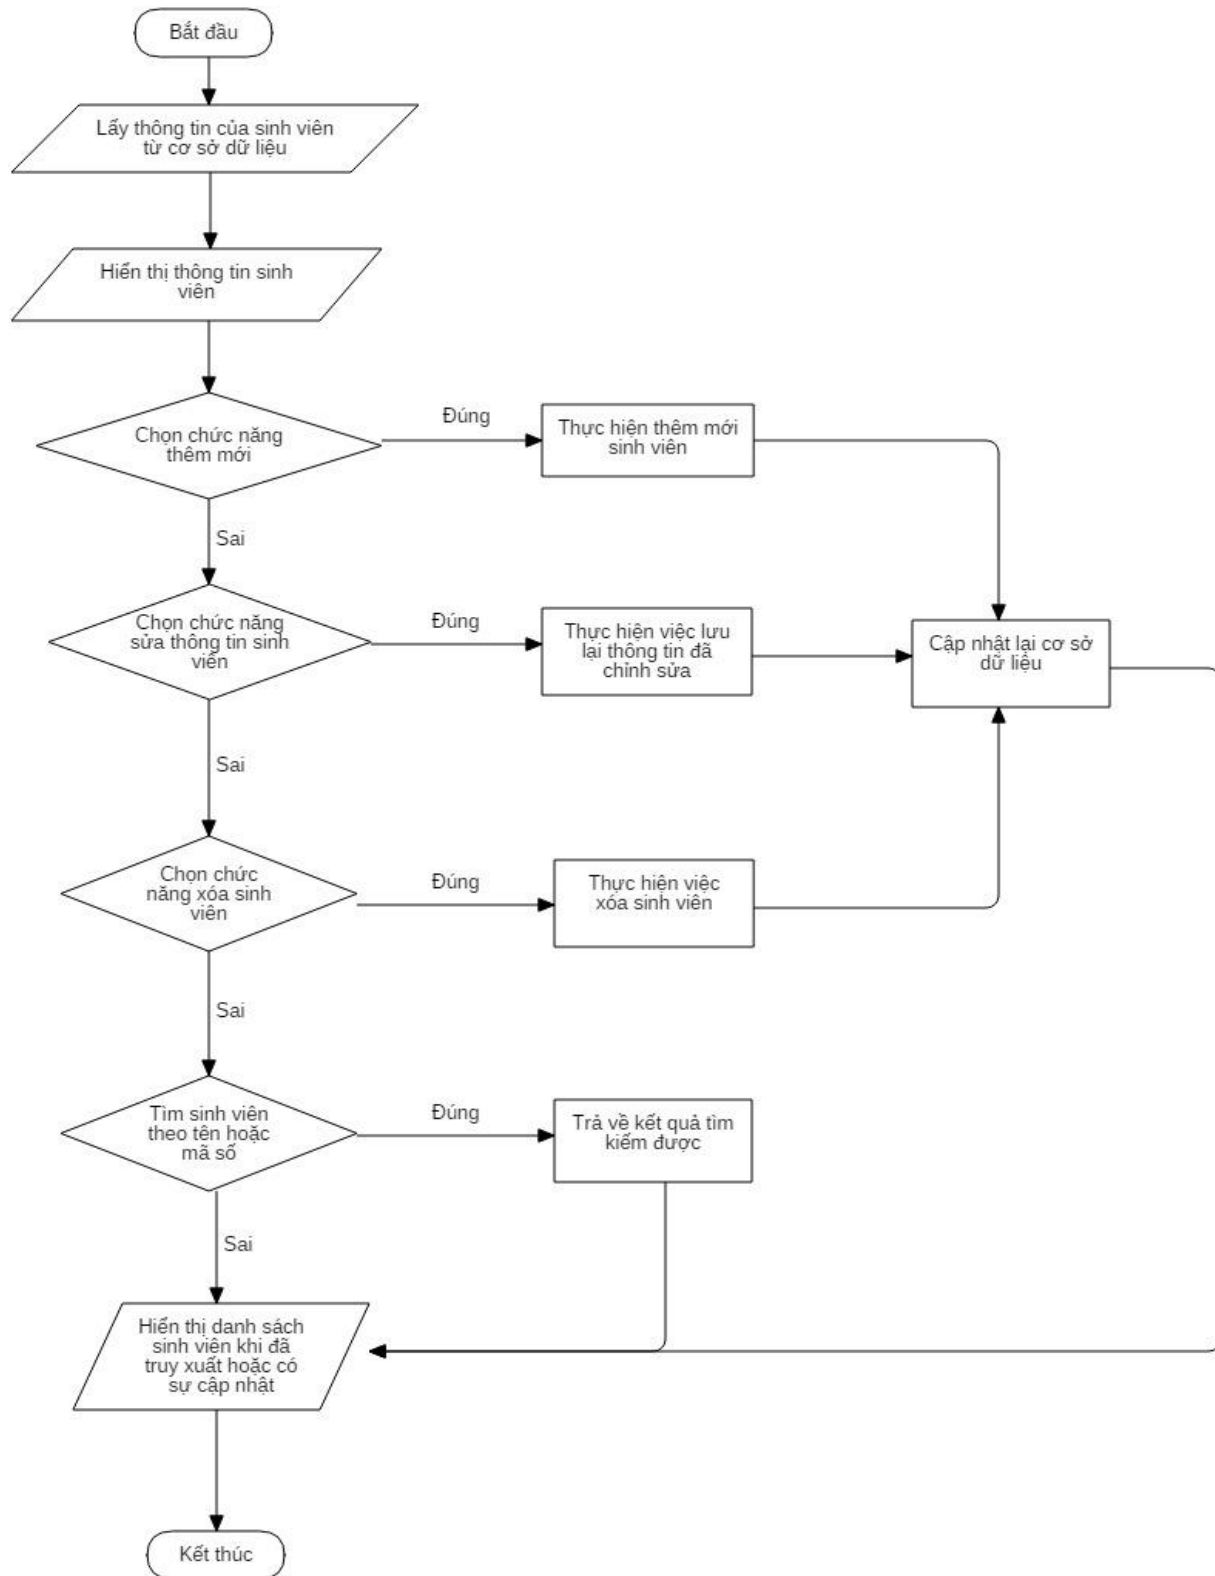 Bắt đầu
Lấy thông tin của sinh viên
từ cơ sở dữ liệu
Hiển thị thông tin sinh
viên
Chọn chức năng
thêm mới
Đúng
Thực hiện thêm mới
sinh viên
Sai
Chọn chức năng
sửa thông tin sinh
viên
Đúng
Thực hiện việc lưu
lại thông tin đã
chỉnh sửa
Cập nhật lại cơ sở
dữ liệu
Sai
Chọn chức
năng xóa sinh
viên
Đúng
Thực hiện việc
xóa sinh viên
Sai
Tìm sinh viên
theo tên hoặc
mã số
Đúng
Trả về kết quả tìm
kiếm được
Sai
Hiển thị danh sách
sinh viên khi đã
truy xuất hoặc có
sự cập nhật
Kết thúc